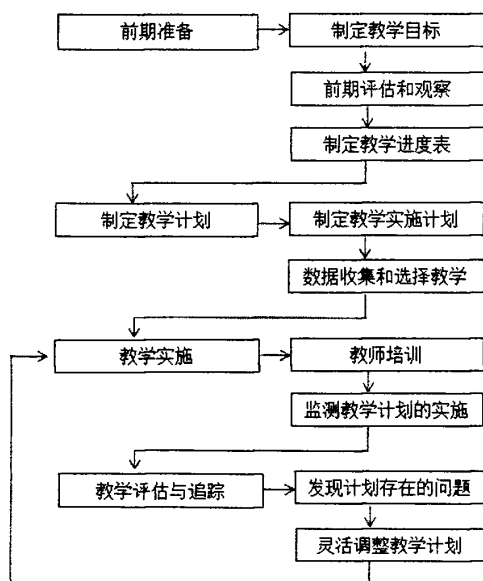 前期准备
制定教学目标
前期评估和观察
制定教学进度表
制定教学计划
制定教学实施计划
数据收集和选择教学
教学实施
教师培训
监测教学计划的实施
教学评估与追踪
发现计划存在的问题
灵活调整教学计划